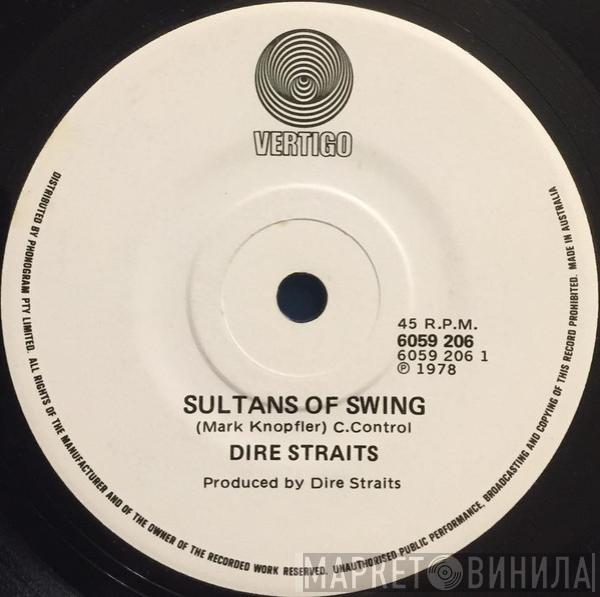 VERTIGO
45 R.P.M.
6059 206
6059 206 1
℗ 1978
SULTANS OF SWING
(Mark Knopfler) C.Control
DIRE STRAITS
Produced by Dire Straits
DISTRIBUTED BY PHONOGRAM PTY LIMITED. ALL RIGHTS OF THE MANUFACTURER AND OF THE OWNER OF THE RECORDED WORK RESERVED. UNAUTHORISED PUBLIC PERFORMANCE, BROADCASTING AND COPYING OF THIS RECORD PROHIBITED. MADE IN AUSTRALIA
МАРКЕТ ВИНИЛА